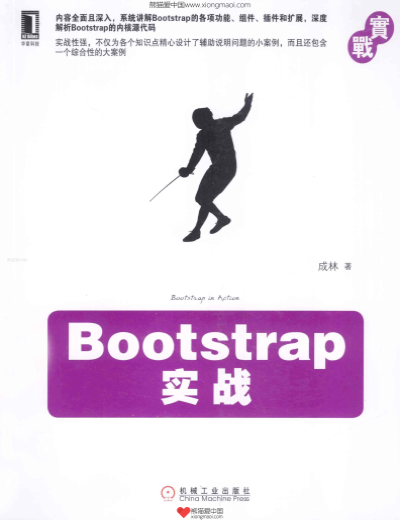 熊猫爱中国www.xiongmaoi.com
华章科技
内容全面且深入，系统讲解Bootstrap的各项功能、组件、插件和扩展，深度
解析Bootstrap的内核源代码
实战性强，不仅为各个知识点精心设计了辅助说明问题的小案例，而且还包含
一个综合性的大案例
實
戰
成林 著
Bootstrap in Action
Bootstrap
实战
机械工业出版社
China Machine Press
熊猫爱中国
xiongmaoi.com